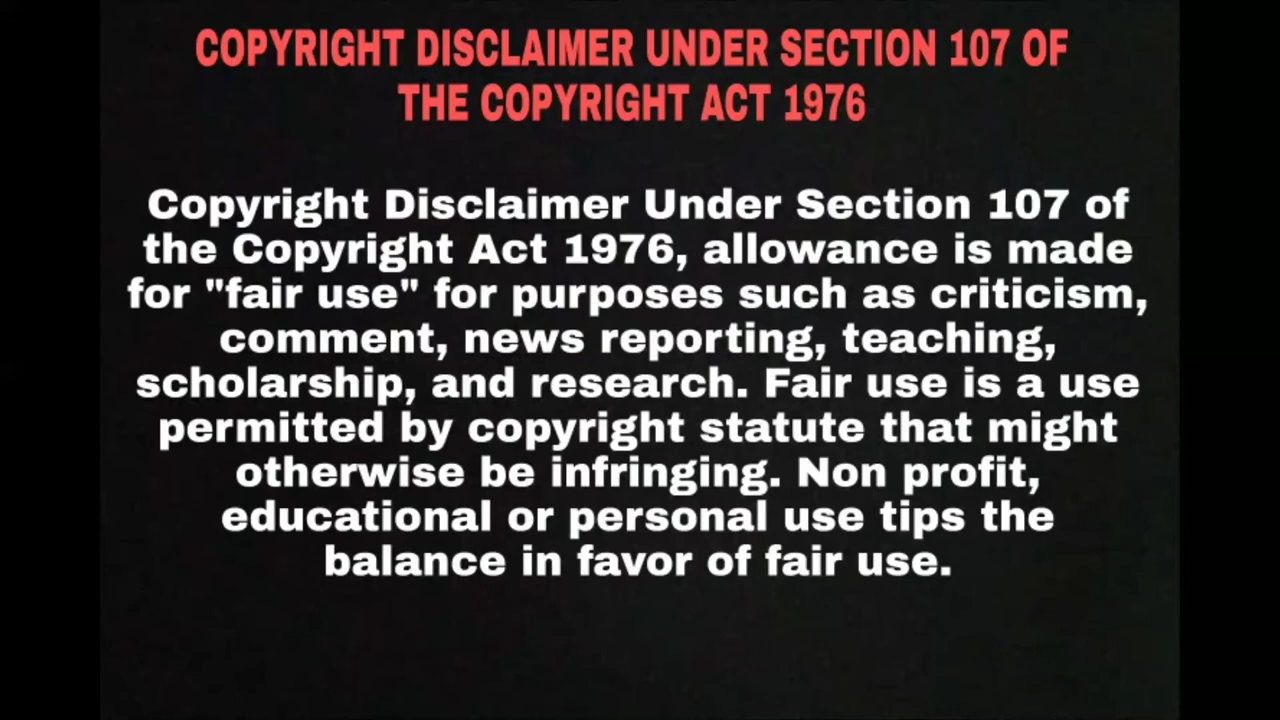 COPYRIGHT DISCLAIMER UNDER SECTION 107 OF
THE COPYRIGHT ACT 1976
Copyright Disclaimer Under Section 107 of
the Copyright Act 1976, allowance is made
for "fair use" for purposes such as criticism,
comment, news reporting, teaching,
scholarship, and research. Fair use is a use
permitted by copyright statute that might
otherwise be infringing. Non profit,
educational or personal use tips the
balance in favor of fair use.